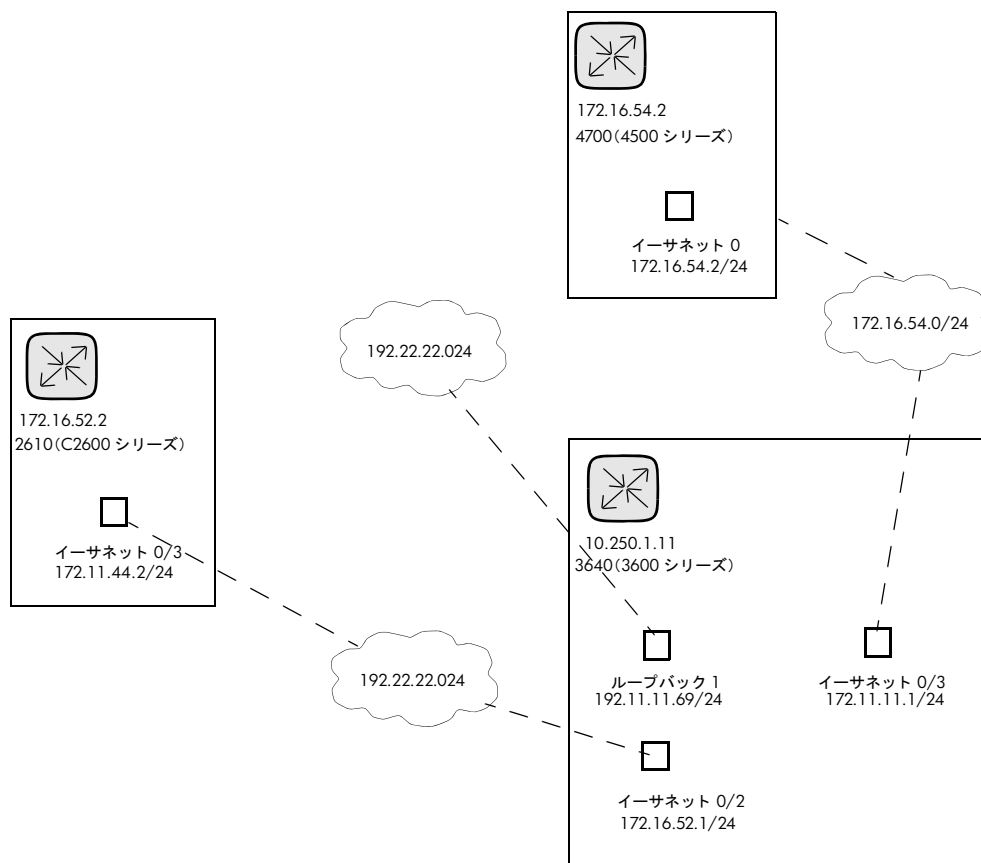 172.16.54.2
4700(4500 シリーズ)
イーサネット 0
172.16.54.2/24
172.16.54.0/24
192.22.22.024
172.16.52.2
2610(C2600 シリーズ)
イーサネット 0/3
172.11.44.2/24
10.250.1.11
3640(3600 シリーズ)
192.22.22.024
ループバック 1
192.11.11.69/24
イーサネット 0/3
172.11.11.1/24
イーサネット 0/2
172.16.52.1/24